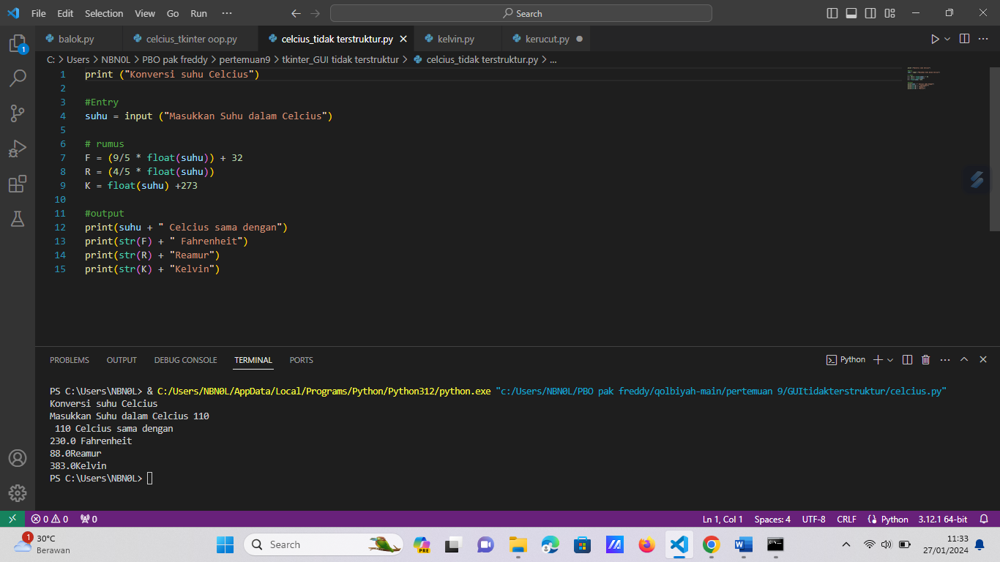 File Edit Selection View Go Run ··· Search
balok.py celcius_tkinter oop.py celcius_tidak terstruktur.py kelvin.py kerucut.py
C: > Users > NBN0L > PBO pak freddy > pertemuan9 > tkinter_GUI tidak terstruktur > celcius_tidak terstruktur.py > ...
1 print ("Konversi suhu Celcius")
2
3 #Entry
4 suhu = input ("Masukkan Suhu dalam Celcius")
5
6 # rumus
7 F = (9/5 * float(suhu)) + 32
8 R = (4/5 * float(suhu))
9 K = float(suhu) +273
10
11 #output
12 print(suhu + " Celcius sama dengan")
13 print(str(F) + " Fahrenheit")
14 print(str(R) + "Reamur")
15 print(str(K) + "Kelvin")
1
PROBLEMS OUTPUT DEBUG CONSOLE TERMINAL PORTS Python
PS C:\Users\NBN0L> & C:/Users/NBN0L/AppData/Local/Programs/Python/Python312/python.exe "c:/Users/NBN0L/PBO pak freddy/qolbiyah-main/pertemuan 9/GUItidakterstruktur/celcius.py"
Konversi suhu Celcius
Masukkan Suhu dalam Celcius 110
 110 Celcius sama dengan
230.0 Fahrenheit
88.0Reamur
383.0Kelvin
PS C:\Users\NBN0L>
0 0 0 Ln 1, Col 1 Spaces: 4 UTF-8 CRLF Python 3.12.1 64-bit
1 30°C
Berawan
Search
PRE
11:33
27/01/2024